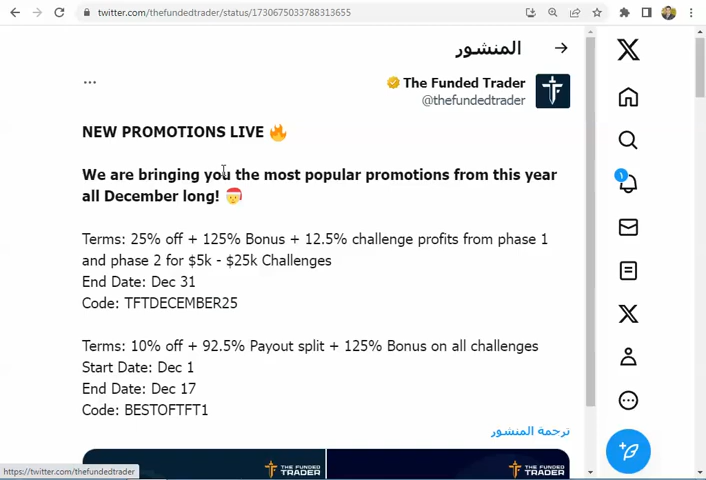 twitter.com/thefundedtrader/status/1730675033788313655
المنشور
The Funded Trader
@thefundedtrader
NEW PROMOTIONS LIVE 🔥
We are bringing you the most popular promotions from this year
all December long! 🎅
Terms: 25% off + 125% Bonus + 12.5% challenge profits from phase 1
and phase 2 for $5k - $25k Challenges
End Date: Dec 31
Code: TFTDECEMBER25
Terms: 10% off + 92.5% Payout split + 125% Bonus on all challenges
Start Date: Dec 1
End Date: Dec 17
Code: BESTOFTFT1
ترجمة المنشور
THE FUNDED TRADER
THE FUNDED TRADER
١
https://twitter.com/thefundedtrader